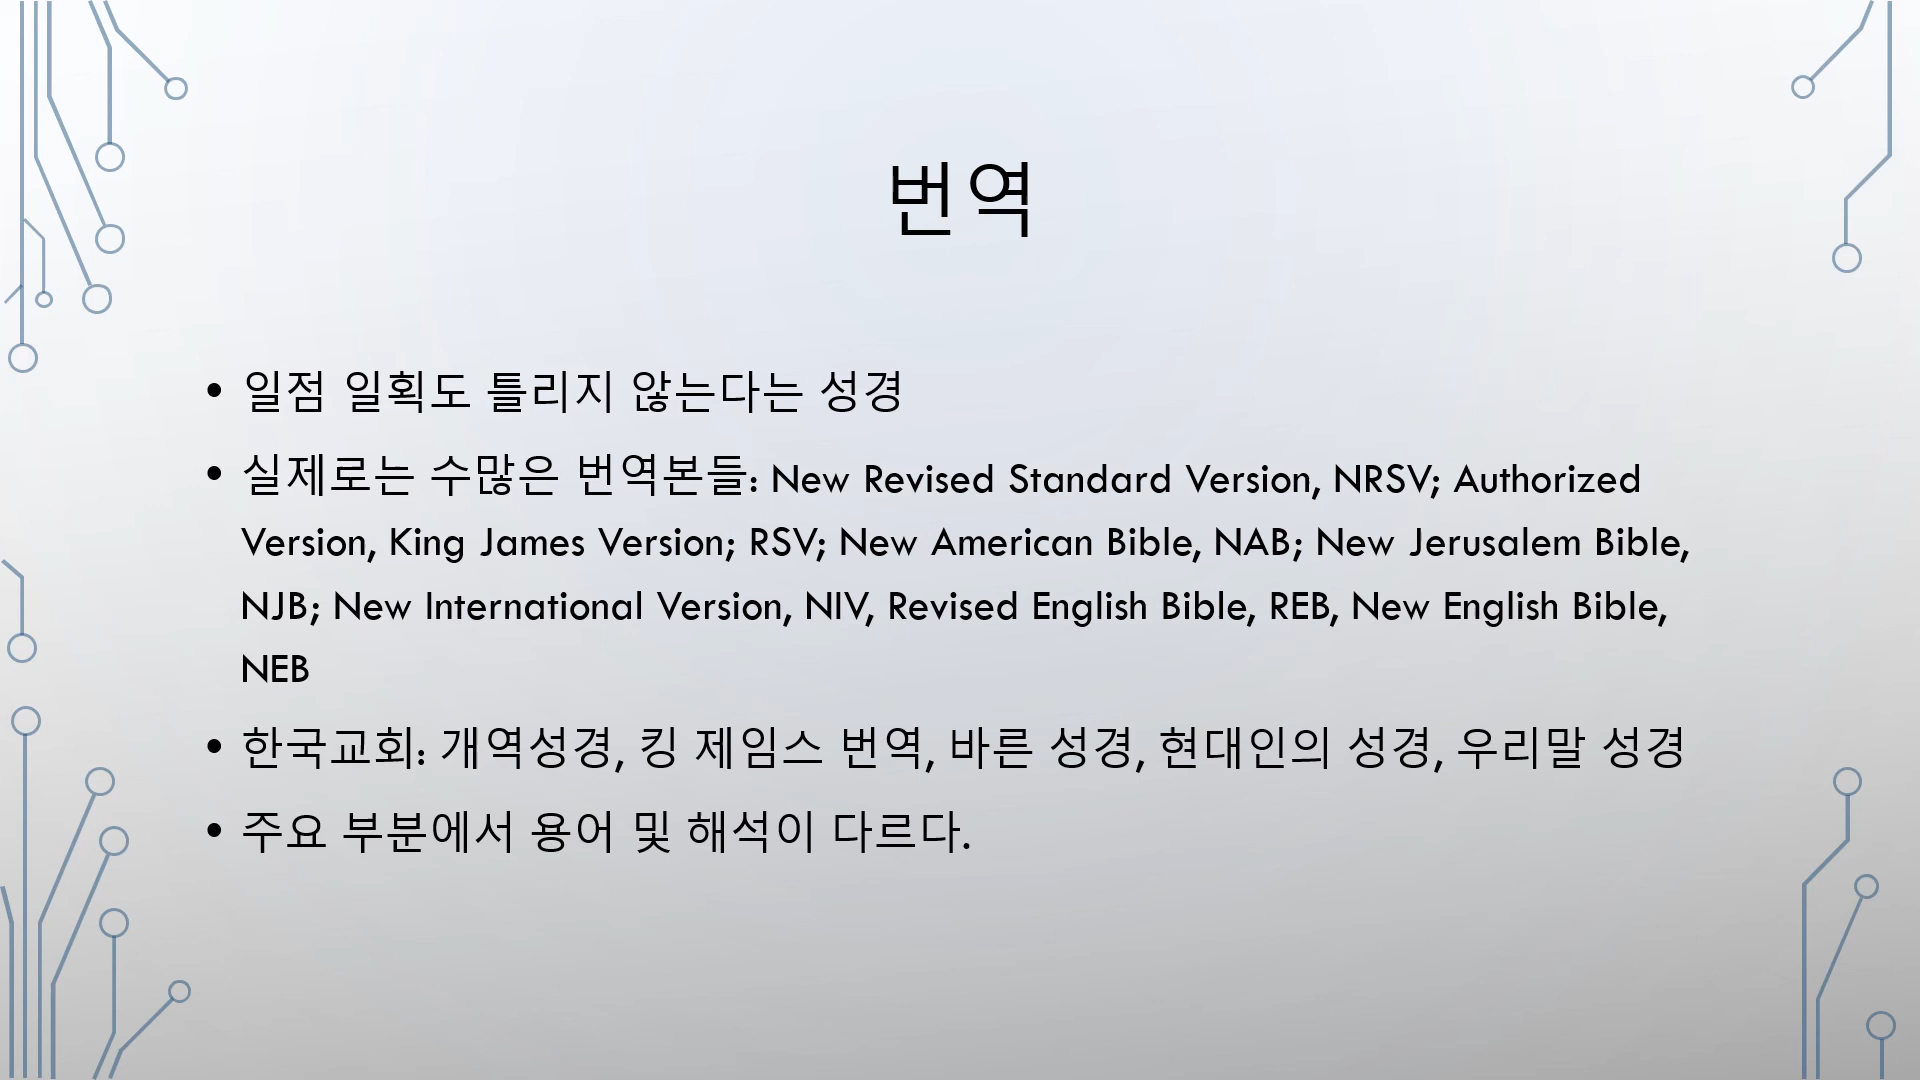 번역
• 일점 일획도 틀리지 않는다는 성경
• 실제로는 수많은 번역본들: New Revised Standard Version, NRSV; Authorized
Version, King James Version; RSV; New American Bible, NAB; New Jerusalem Bible,
NJB; New International Version, NIV, Revised English Bible, REB, New English Bible,
NEB
• 한국교회: 개역성경, 킹 제임스 번역, 바른 성경, 현대인의 성경, 우리말 성경
• 주요 부분에서 용어 및 해석이 다르다.